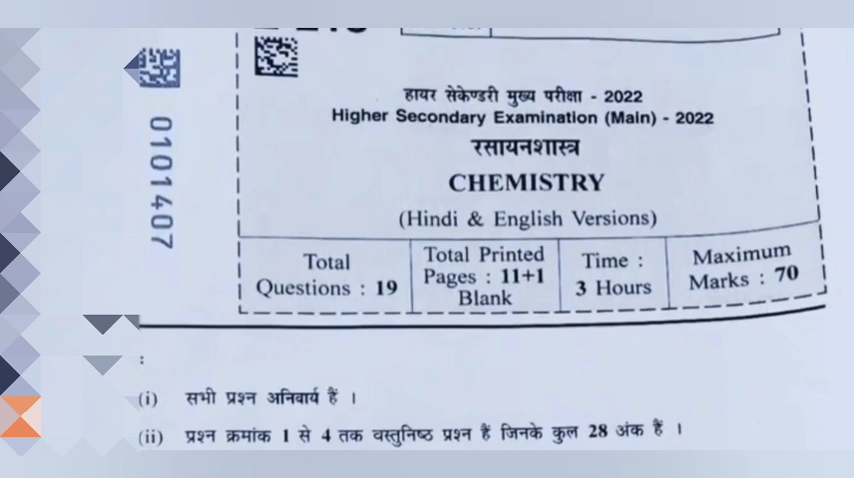 हायर सेकेण्डरी मुख्य परीक्षा - 2022
Higher Secondary Examination (Main) - 2022
रसायनशास्त्र
CHEMISTRY
(Hindi & English Versions)
Total Questions : 19
Total Printed Pages : 11+1 Blank
Time : 3 Hours
Maximum Marks : 70
0101407
:
(i) सभी प्रश्न अनिवार्य हैं ।
(ii) प्रश्न क्रमांक 1 से 4 तक वस्तुनिष्ठ प्रश्न हैं जिनके कुल 28 अंक हैं ।